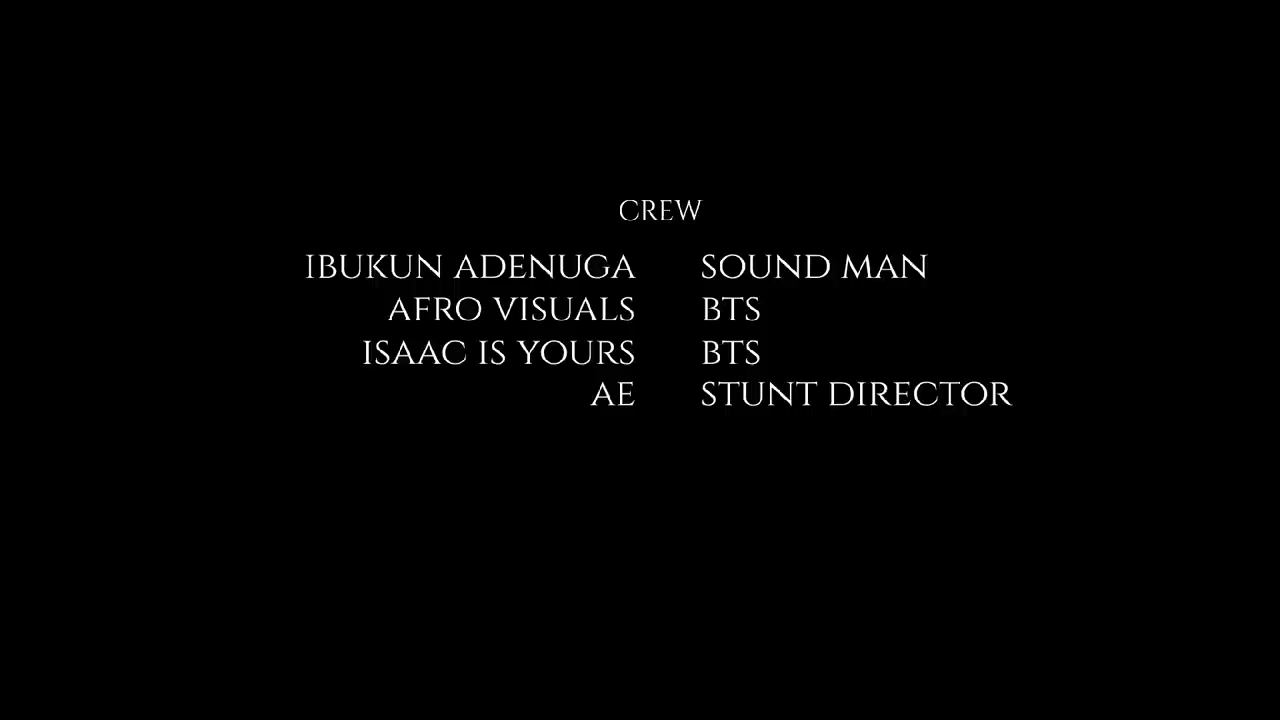 CREW
IBUKUN ADENUGA SOUND MAN
AFRO VISUALS BTS
ISAAC IS YOURS BTS
AE STUNT DIRECTOR